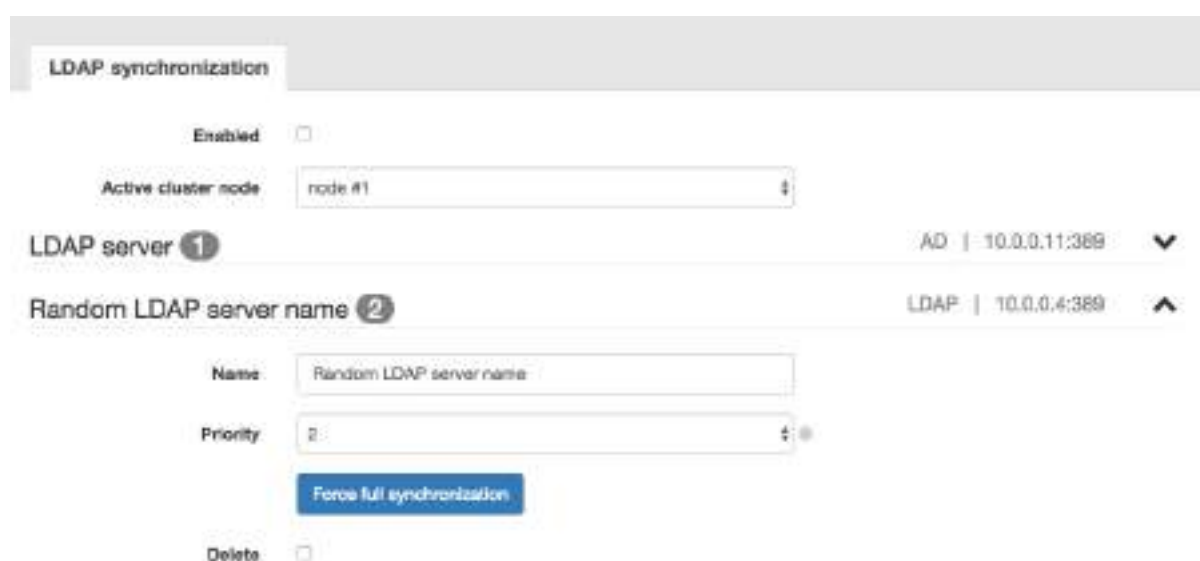 LDAP synchronization
Enabled
Active cluster node node #1
LDAP server 1 AD | 10.0.0.11:389
Random LDAP server name 2 LDAP | 10.0.0.4:389
Name Random LDAP server name
Priority 2
Force full synchronization
Delete